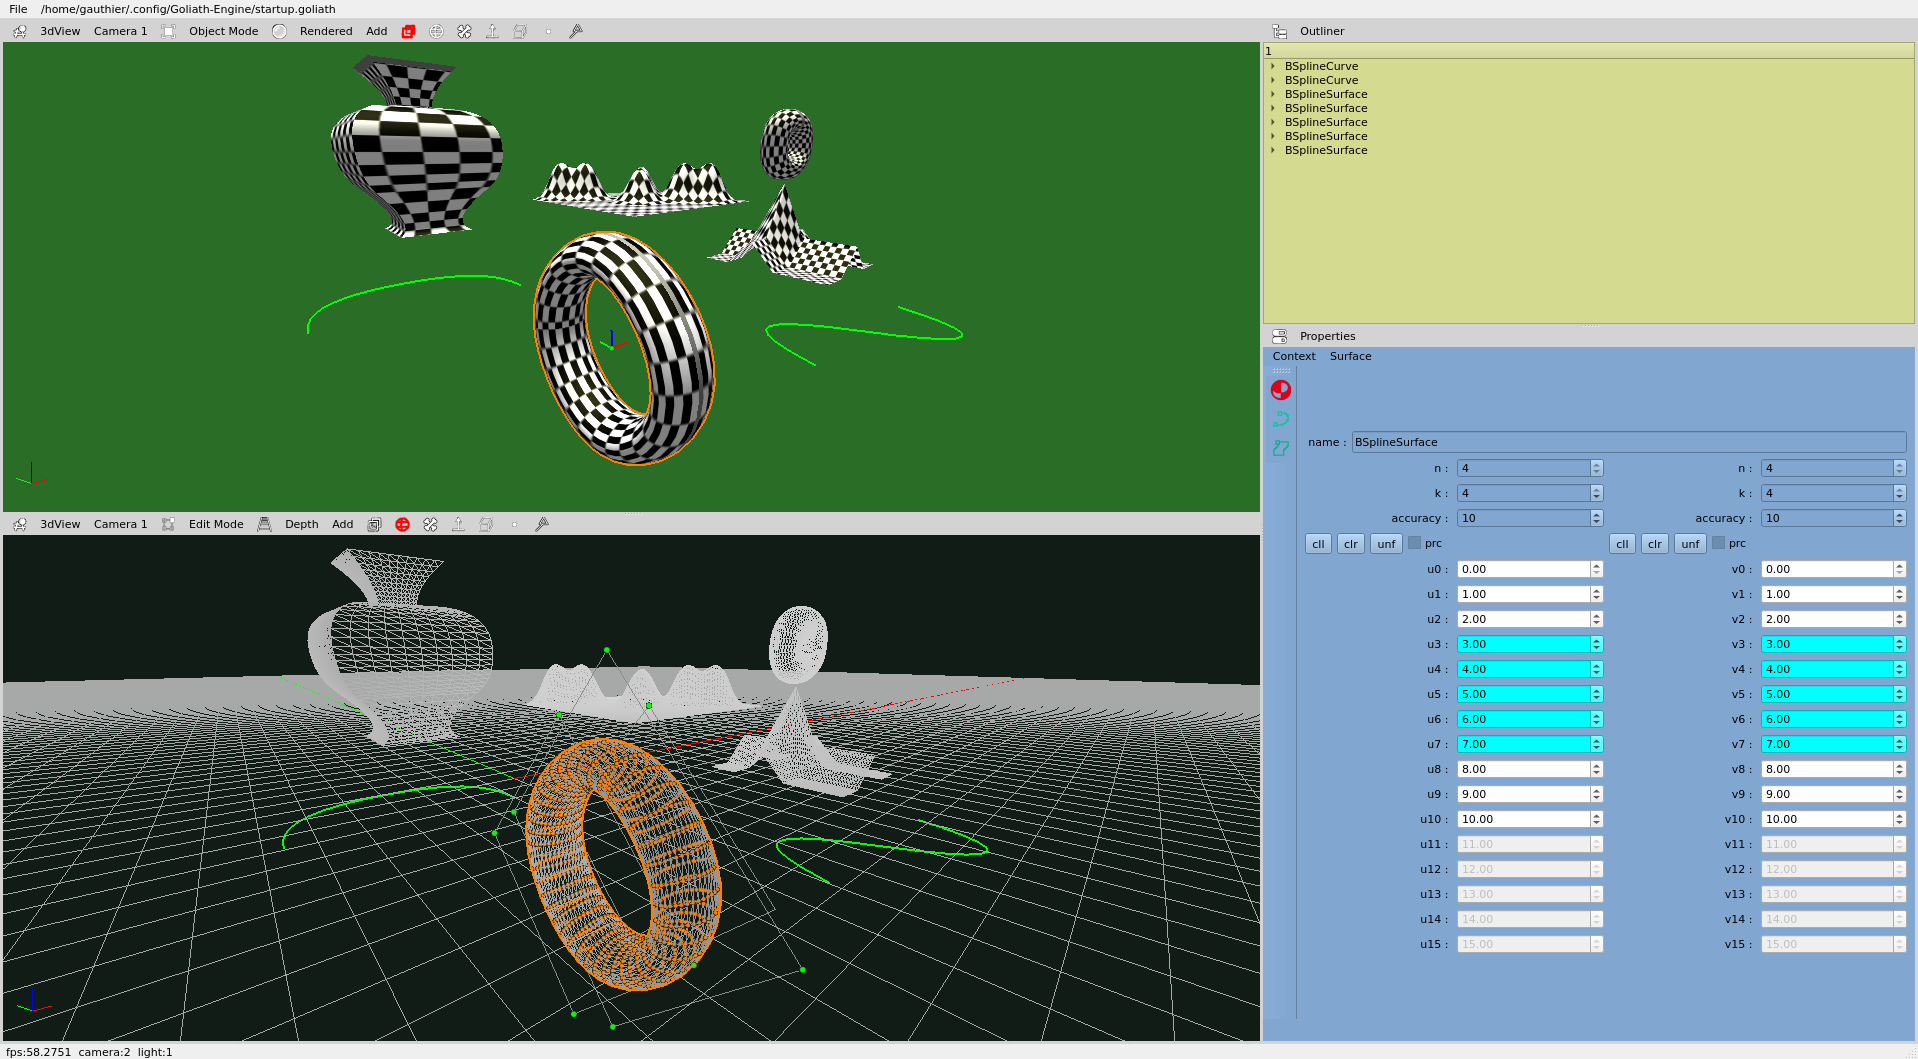 File /home/gauthier/.config/Goliath-Engine/startup.goliath
3dView Camera 1 Object Mode Rendered Add
Outliner
1
BSplineCurve
BSplineCurve
BSplineSurface
BSplineSurface
BSplineSurface
BSplineSurface
BSplineSurface
Properties
Context Surface
name : BSplineSurface
n : 4 n : 4
k : 4 k : 4
accuracy : 10 accuracy : 10
cll clr unf prc cll clr unf prc
u0 : 0.00 v0 : 0.00
u1 : 1.00 v1 : 1.00
u2 : 2.00 v2 : 2.00
u3 : 3.00 v3 : 3.00
u4 : 4.00 v4 : 4.00
u5 : 5.00 v5 : 5.00
u6 : 6.00 v6 : 6.00
u7 : 7.00 v7 : 7.00
u8 : 8.00 v8 : 8.00
u9 : 9.00 v9 : 9.00
u10 : 10.00 v10 : 10.00
u11 : 11.00 v11 : 11.00
u12 : 12.00 v12 : 12.00
u13 : 13.00 v13 : 13.00
u14 : 14.00 v14 : 14.00
u15 : 15.00 v15 : 15.00
3dView Camera 1 Edit Mode Depth Add
fps:58.2751 camera:2 light:1